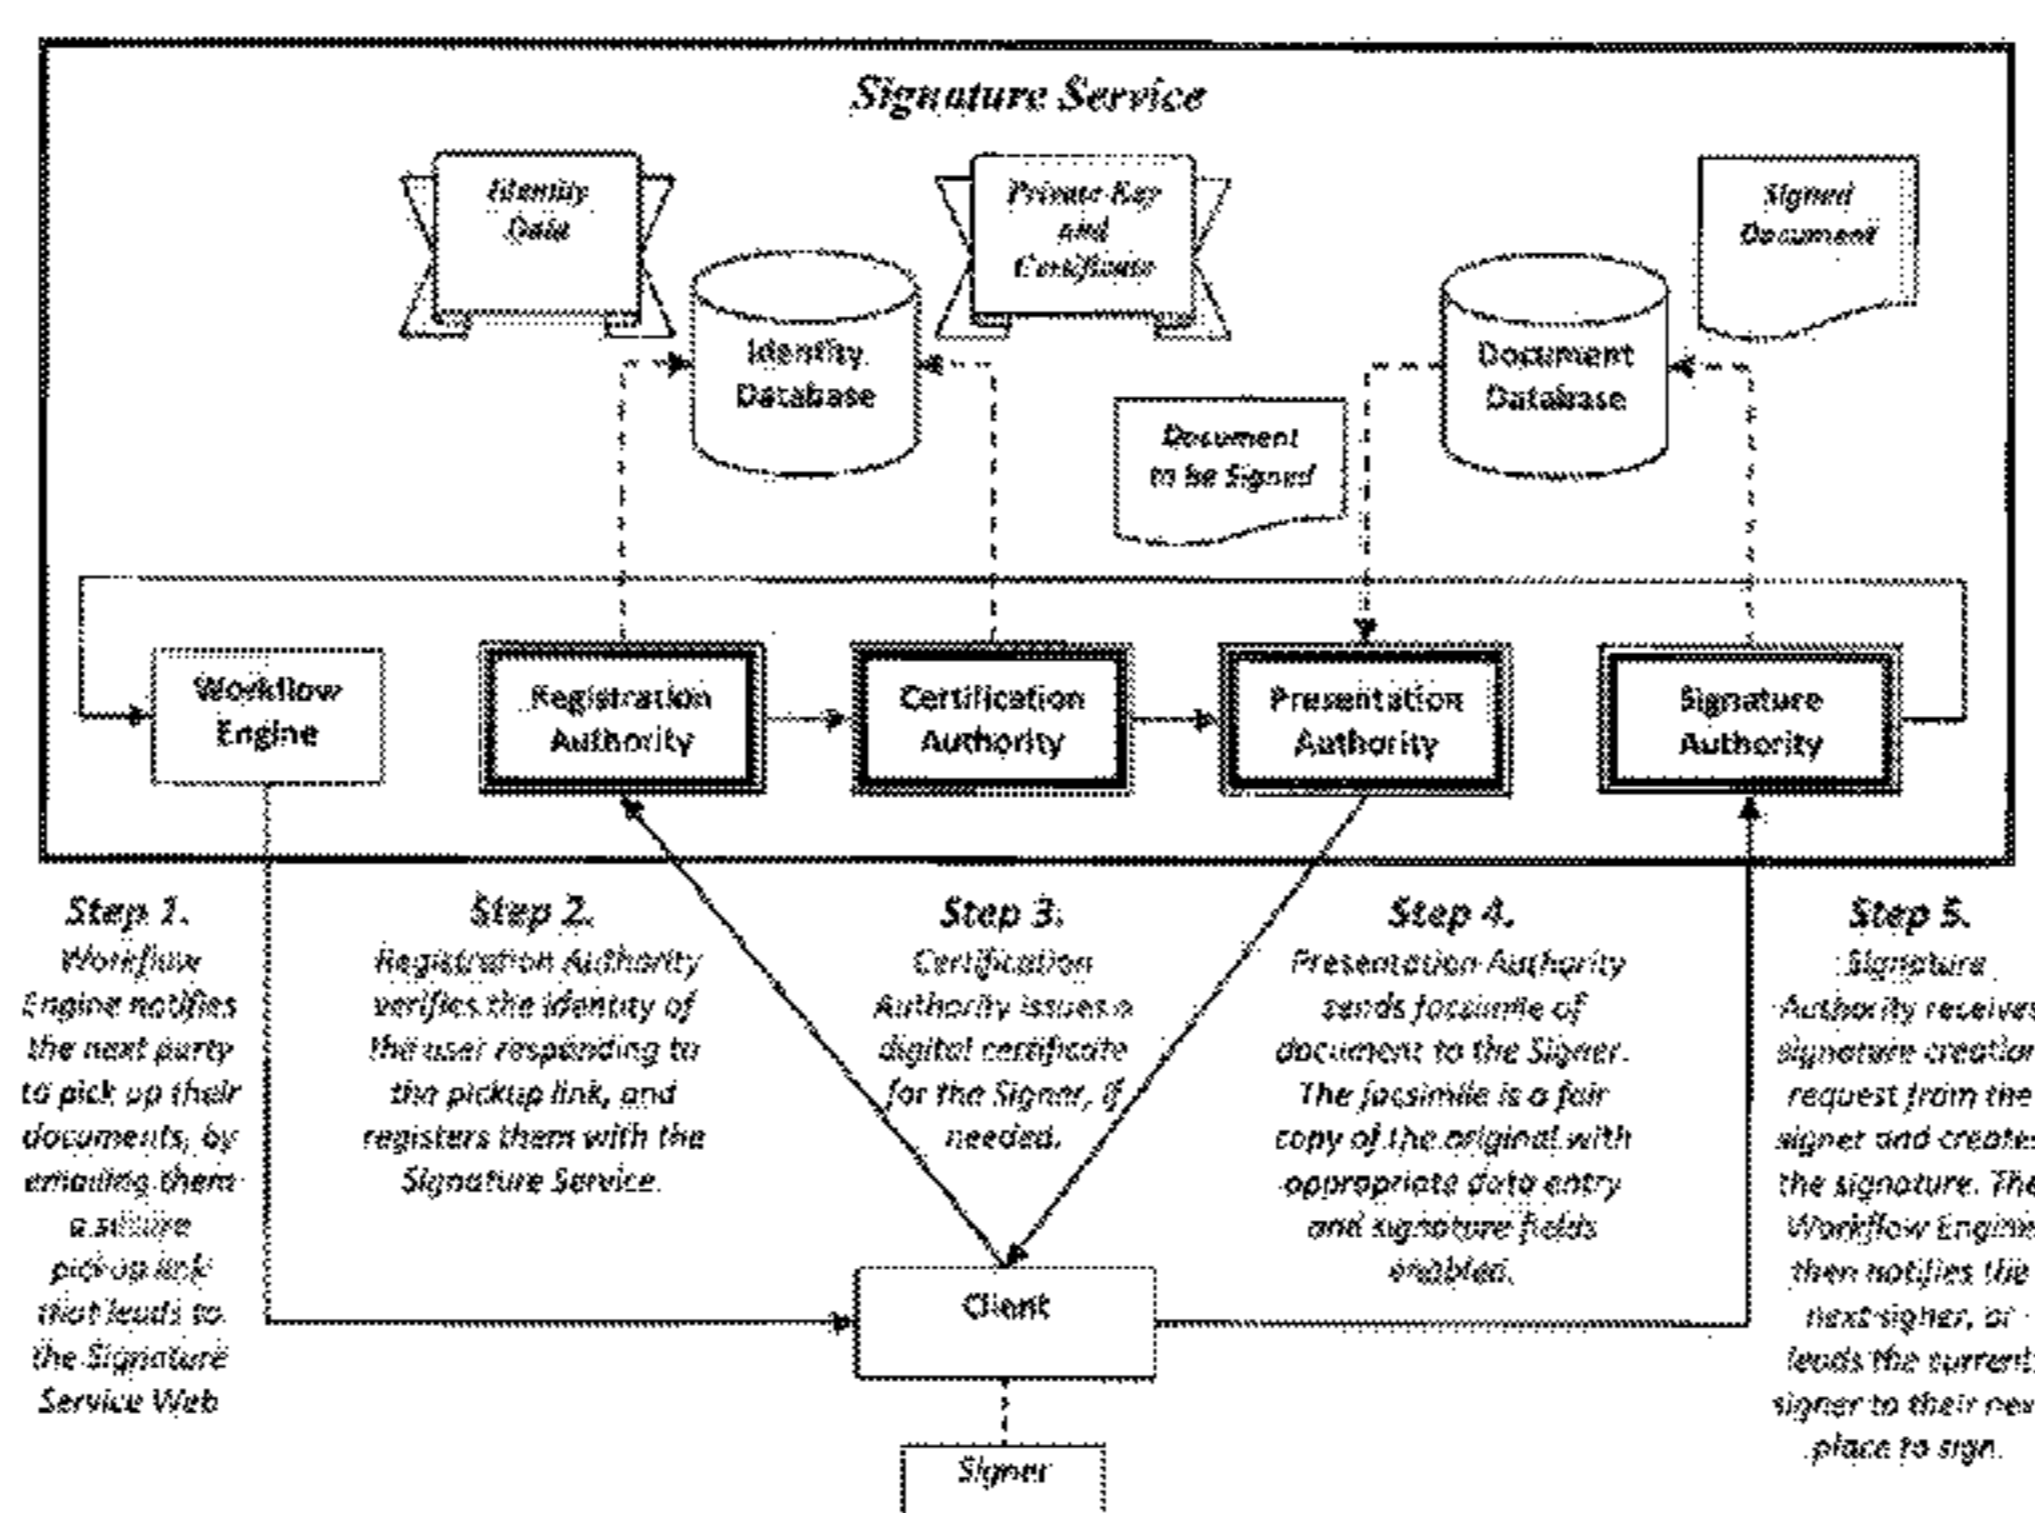 Signature Service
Identity
Data
Private Key
and
Certificate
Signed
Document
Identity
Database
Document
Database
Document
to be Signed
Workflow
Engine
Registration
Authority
Certification
Authority
Presentation
Authority
Signature
Authority
Step 1.
Workflow
Engine notifies
the next party
to pick up their
documents, by
emailing them
a secure
pick-up link
that leads to
the Signature
Service Web
Step 2.
Registration Authority
verifies the identity of
the user responding to
the pickup link, and
registers them with the
Signature Service.
Step 3.
Certification
Authority issues a
digital certificate
for the Signer, if
needed.
Step 4.
Presentation Authority
sends facsimile of
document to the Signer.
The facsimile is a fair
copy of the original with
appropriate data entry
and signature fields
enabled.
Step 5.
Signature
Authority receives
signature creation
request from the
signer and creates
the signature. The
Workflow Engine
then notifies the
next signer, or
leads the current
signer to their
place to sign.
Client
Signer